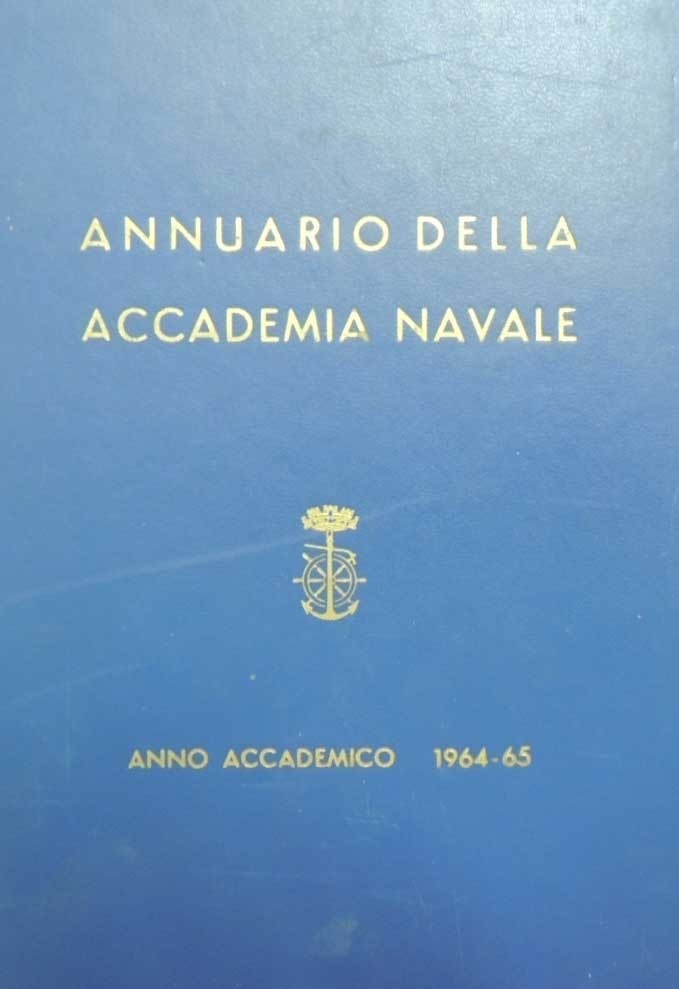 ANNUARIO DELLA
ACCADEMIA NAVALE
ANNO ACCADEMICO 1964-65